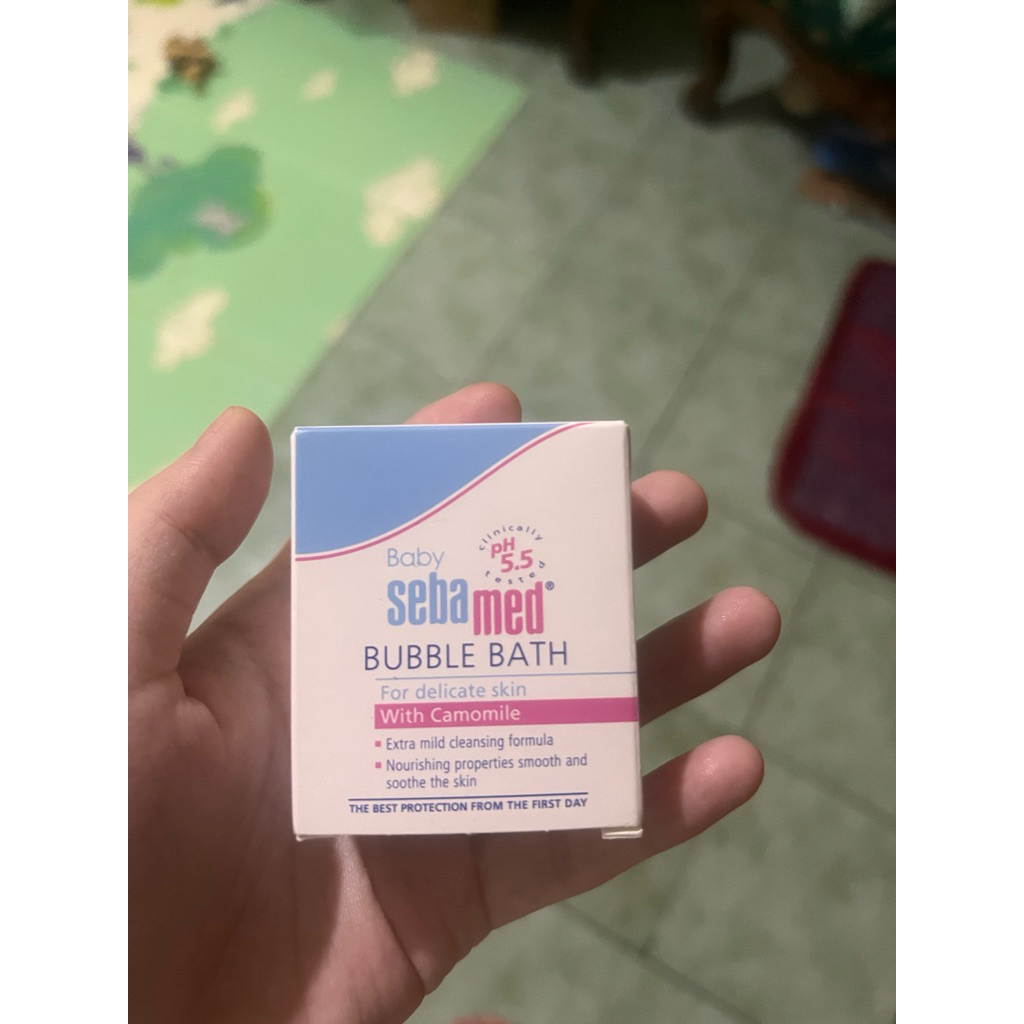 clinically
pH
5.5
tested
Baby
sebamed®
BUBBLE BATH
For delicate skin
With Camomile
▪ Extra mild cleansing formula
▪ Nourishing properties smooth and
soothe the skin
THE BEST PROTECTION FROM THE FIRST DAY